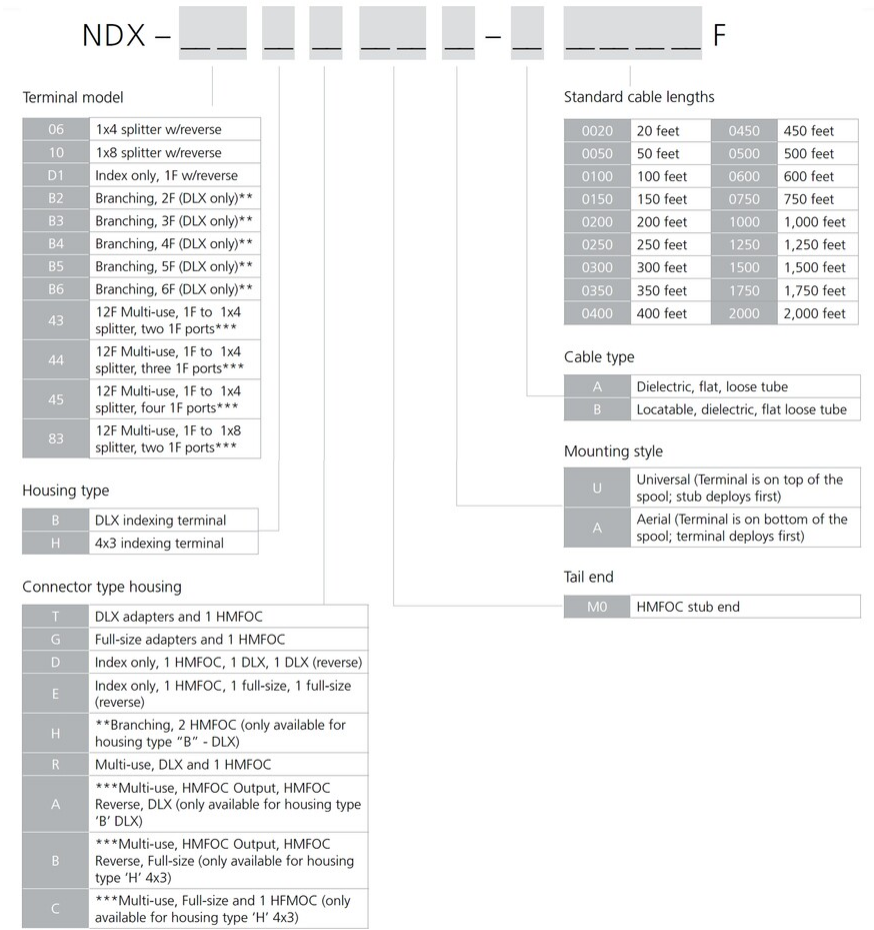 NDX – __ __ __ __ __ __ __ – __ __ __ __ __ F
Terminal model
06 1x4 splitter w/reverse
10 1x8 splitter w/reverse
D1 Index only, 1F w/reverse
B2 Branching, 2F (DLX only)**
B3 Branching, 3F (DLX only)**
B4 Branching, 4F (DLX only)**
B5 Branching, 5F (DLX only)**
B6 Branching, 6F (DLX only)**
43 12F Multi-use, 1F to 1x4
splitter, two 1F ports***
44 12F Multi-use, 1F to 1x4
splitter, three 1F ports***
45 12F Multi-use, 1F to 1x4
splitter, four 1F ports***
83 12F Multi-use, 1F to 1x8
splitter, two 1F ports***
Housing type
B DLX indexing terminal
H 4x3 indexing terminal
Connector type housing
T DLX adapters and 1 HMFOC
G Full-size adapters and 1 HMFOC
D Index only, 1 HMFOC, 1 DLX, 1 DLX (reverse)
E Index only, 1 HMFOC, 1 full-size, 1 full-size
(reverse)
H **Branching, 2 HMFOC (only available for
housing type “B” - DLX)
R Multi-use, DLX and 1 HMFOC
A ***Multi-use, HMFOC Output, HMFOC
Reverse, DLX (only available for housing type
‘B’ DLX)
B ***Multi-use, HMFOC Output, HMFOC
Reverse, Full-size (only available for housing
type ‘H’ 4x3)
C ***Multi-use, Full-size and 1 HFMOC (only
available for housing type ‘H’ 4x3)
Standard cable lengths
0020 20 feet 0450 450 feet
0050 50 feet 0500 500 feet
0100 100 feet 0600 600 feet
0150 150 feet 0750 750 feet
0200 200 feet 1000 1,000 feet
0250 250 feet 1250 1,250 feet
0300 300 feet 1500 1,500 feet
0350 350 feet 1750 1,750 feet
0400 400 feet 2000 2,000 feet
Cable type
A Dielectric, flat, loose tube
B Locatable, dielectric, flat loose tube
Mounting style
U Universal (Terminal is on top of the
spool; stub deploys first)
A Aerial (Terminal is on bottom of the
spool; terminal deploys first)
Tail end
M0 HMFOC stub end